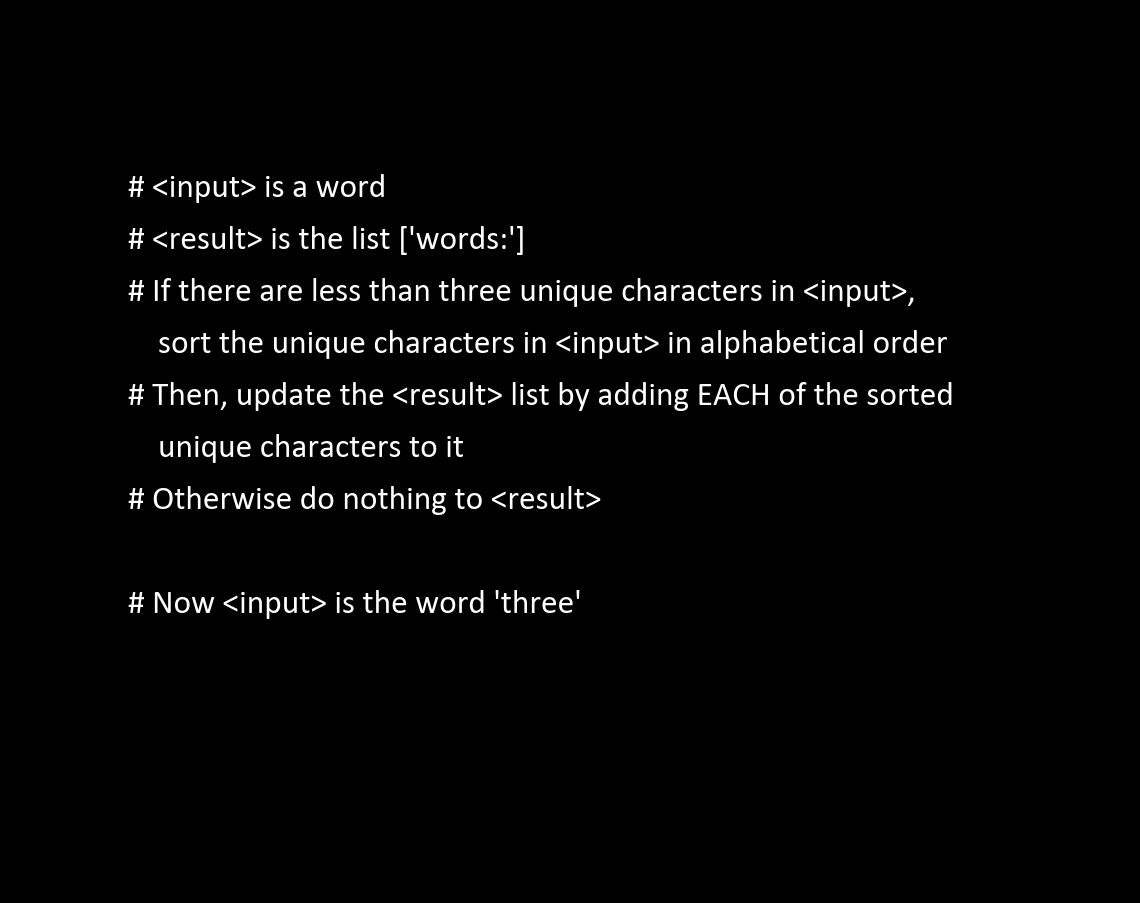 # <input> is a word
# <result> is the list ['words:']
# If there are less than three unique characters in <input>,
sort the unique characters in <input> in alphabetical order
# Then, update the <result> list by adding EACH of the sorted
unique characters to it
# Otherwise do nothing to <result>
# Now <input> is the word 'three'